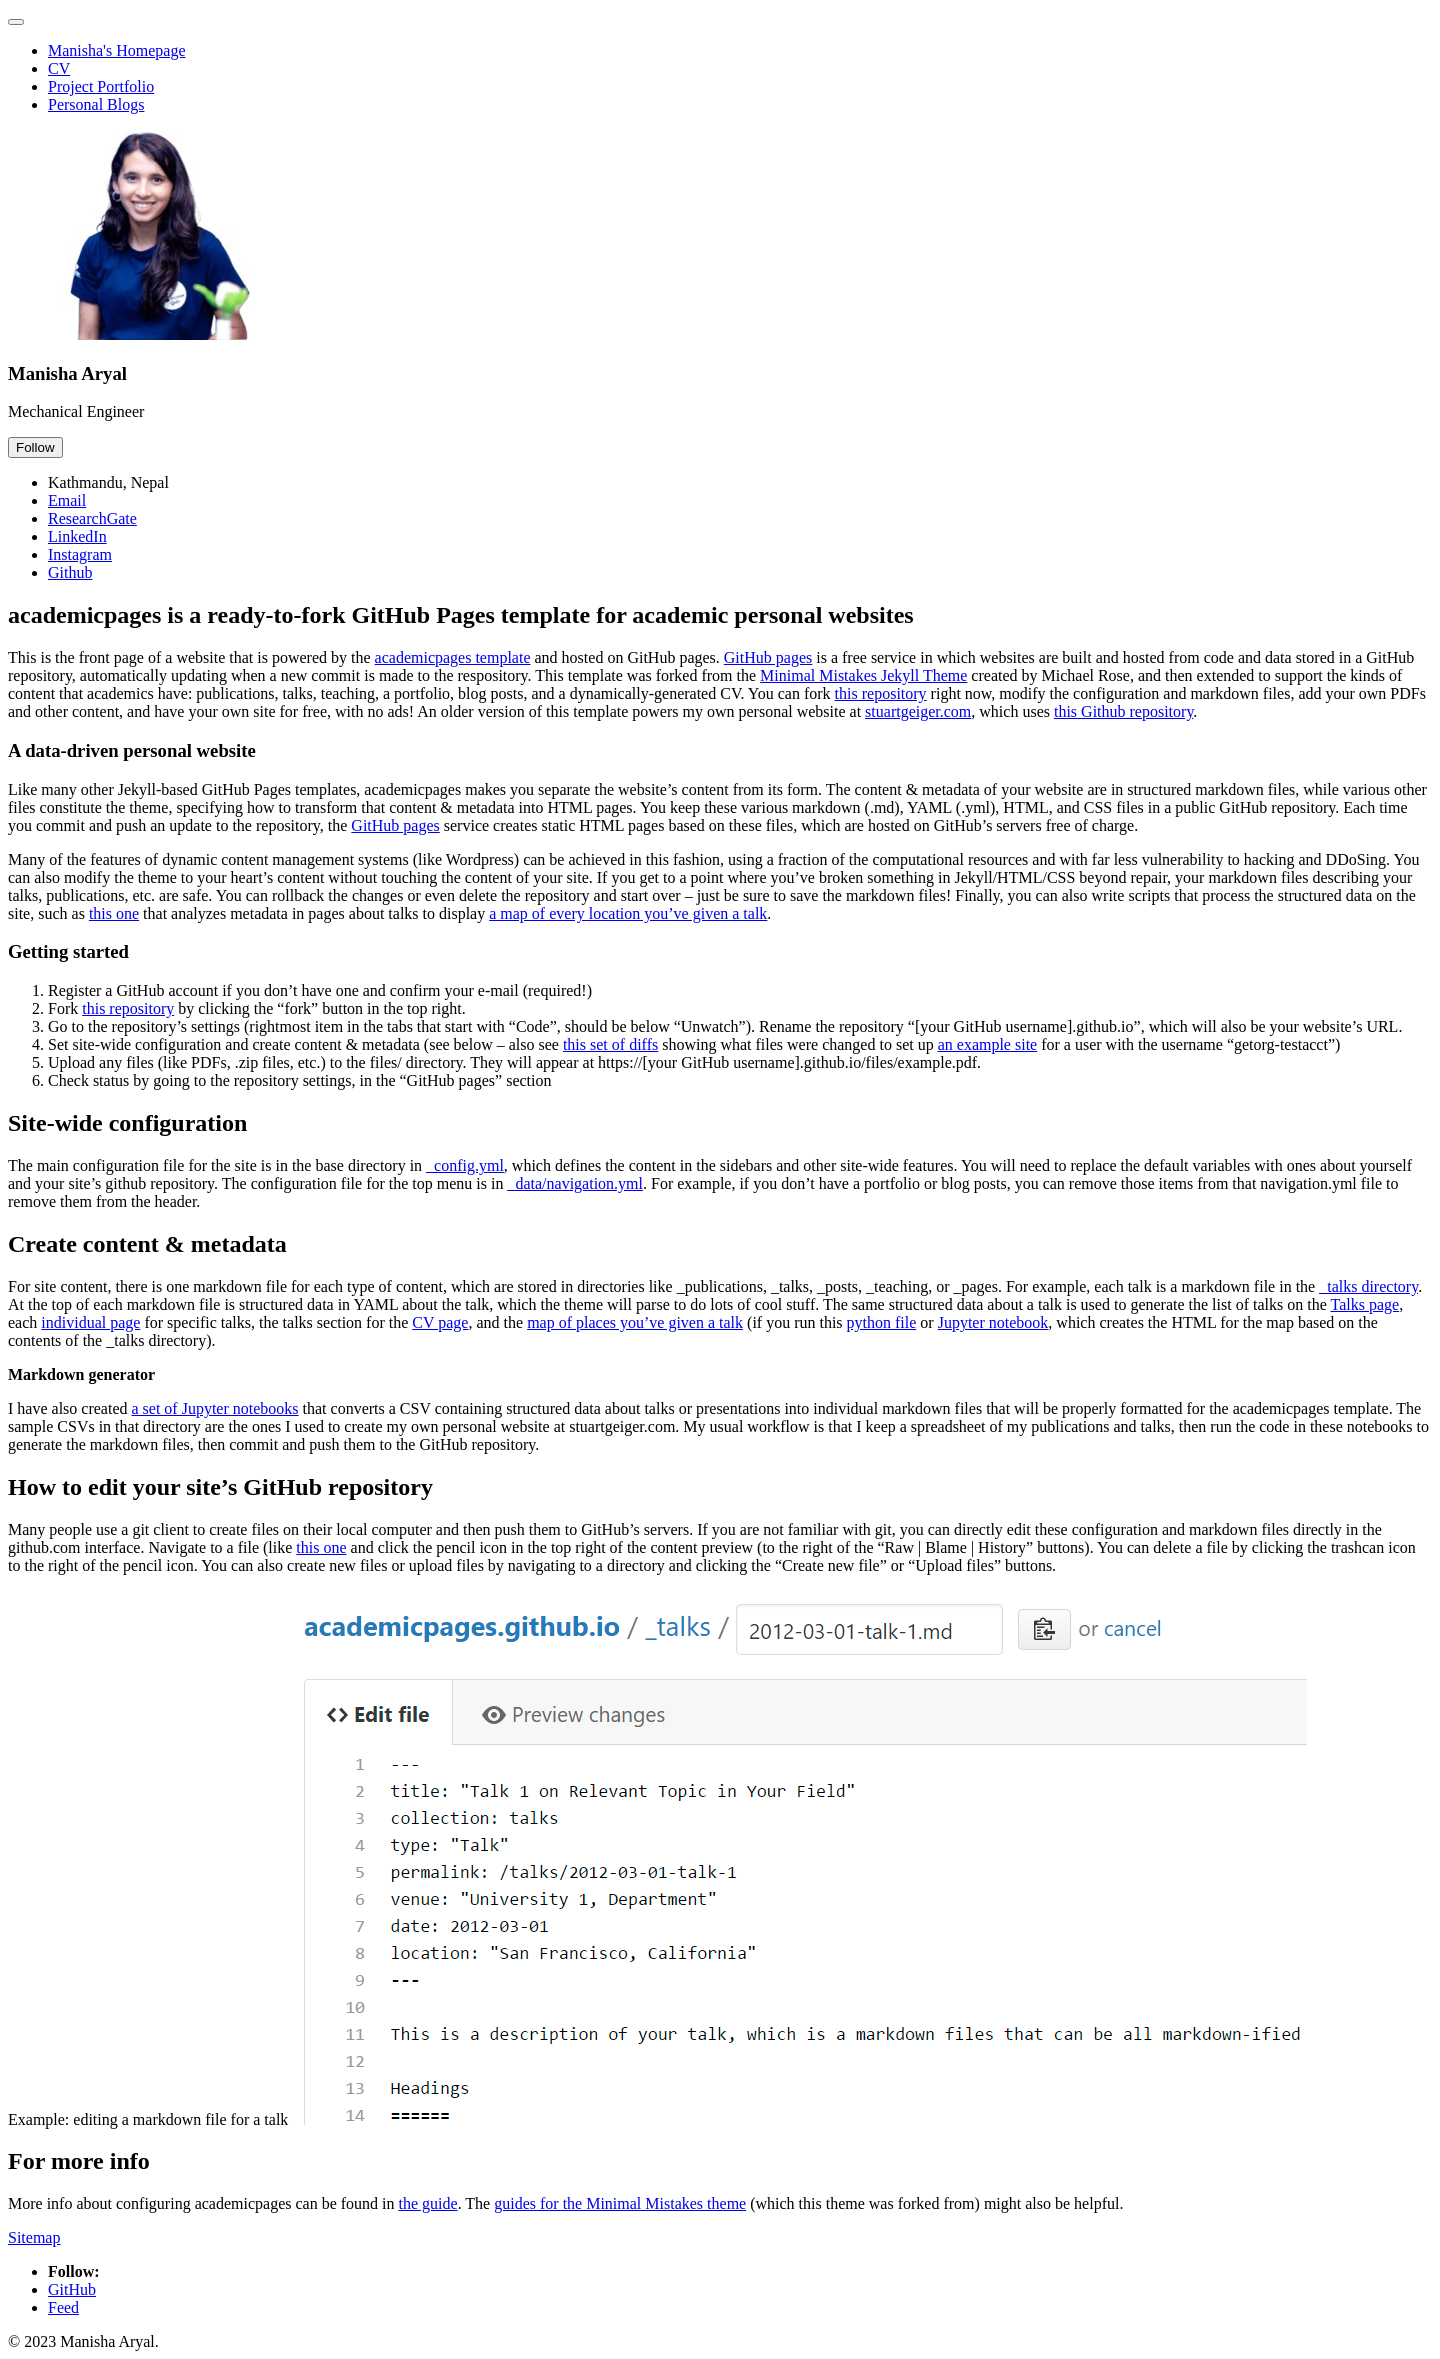 Manisha's Homepage
CV
Project Portfolio
Personal Blogs
Manisha Aryal
Mechanical Engineer
Follow
Kathmandu, Nepal
Email
ResearchGate
LinkedIn
Instagram
Github
academicpages is a ready-to-fork GitHub Pages template for academic personal websites
This is the front page of a website that is powered by the academicpages template and hosted on GitHub pages. GitHub pages is a free service in which websites are built and hosted from code and data stored in a GitHub
repository, automatically updating when a new commit is made to the respository. This template was forked from the Minimal Mistakes Jekyll Theme created by Michael Rose, and then extended to support the kinds of
content that academics have: publications, talks, teaching, a portfolio, blog posts, and a dynamically-generated CV. You can fork this repository right now, modify the configuration and markdown files, add your own PDFs
and other content, and have your own site for free, with no ads! An older version of this template powers my own personal website at stuartgeiger.com, which uses this Github repository.
A data-driven personal website
Like many other Jekyll-based GitHub Pages templates, academicpages makes you separate the website’s content from its form. The content & metadata of your website are in structured markdown files, while various other
files constitute the theme, specifying how to transform that content & metadata into HTML pages. You keep these various markdown (.md), YAML (.yml), HTML, and CSS files in a public GitHub repository. Each time
you commit and push an update to the repository, the GitHub pages service creates static HTML pages based on these files, which are hosted on GitHub’s servers free of charge.
Many of the features of dynamic content management systems (like Wordpress) can be achieved in this fashion, using a fraction of the computational resources and with far less vulnerability to hacking and DDoSing. You
can also modify the theme to your heart’s content without touching the content of your site. If you get to a point where you’ve broken something in Jekyll/HTML/CSS beyond repair, your markdown files describing your
talks, publications, etc. are safe. You can rollback the changes or even delete the repository and start over – just be sure to save the markdown files! Finally, you can also write scripts that process the structured data on the
site, such as this one that analyzes metadata in pages about talks to display a map of every location you’ve given a talk.
Getting started
1. Register a GitHub account if you don’t have one and confirm your e-mail (required!)
2. Fork this repository by clicking the “fork” button in the top right.
3. Go to the repository’s settings (rightmost item in the tabs that start with “Code”, should be below “Unwatch”). Rename the repository “[your GitHub username].github.io”, which will also be your website’s URL.
4. Set site-wide configuration and create content & metadata (see below – also see this set of diffs showing what files were changed to set up an example site for a user with the username “getorg-testacct”)
5. Upload any files (like PDFs, .zip files, etc.) to the files/ directory. They will appear at https://[your GitHub username].github.io/files/example.pdf.
6. Check status by going to the repository settings, in the “GitHub pages” section
Site-wide configuration
The main configuration file for the site is in the base directory in _config.yml, which defines the content in the sidebars and other site-wide features. You will need to replace the default variables with ones about yourself
and your site’s github repository. The configuration file for the top menu is in _data/navigation.yml. For example, if you don’t have a portfolio or blog posts, you can remove those items from that navigation.yml file to
remove them from the header.
Create content & metadata
For site content, there is one markdown file for each type of content, which are stored in directories like _publications, _talks, _posts, _teaching, or _pages. For example, each talk is a markdown file in the _talks directory.
At the top of each markdown file is structured data in YAML about the talk, which the theme will parse to do lots of cool stuff. The same structured data about a talk is used to generate the list of talks on the Talks page,
each individual page for specific talks, the talks section for the CV page, and the map of places you’ve given a talk (if you run this python file or Jupyter notebook, which creates the HTML for the map based on the
contents of the _talks directory).
Markdown generator
I have also created a set of Jupyter notebooks that converts a CSV containing structured data about talks or presentations into individual markdown files that will be properly formatted for the academicpages template. The
sample CSVs in that directory are the ones I used to create my own personal website at stuartgeiger.com. My usual workflow is that I keep a spreadsheet of my publications and talks, then run the code in these notebooks to
generate the markdown files, then commit and push them to the GitHub repository.
How to edit your site’s GitHub repository
Many people use a git client to create files on their local computer and then push them to GitHub’s servers. If you are not familiar with git, you can directly edit these configuration and markdown files directly in the
github.com interface. Navigate to a file (like this one and click the pencil icon in the top right of the content preview (to the right of the “Raw | Blame | History” buttons). You can delete a file by clicking the trashcan icon
to the right of the pencil icon. You can also create new files or upload files by navigating to a directory and clicking the “Create new file” or “Upload files” buttons.
academicpages.github.io / _talks / 2012-03-01-talk-1.md or cancel
<> Edit file Preview changes
1 ---
2 title: "Talk 1 on Relevant Topic in Your Field"
3 collection: talks
4 type: "Talk"
5 permalink: /talks/2012-03-01-talk-1
6 venue: "University 1, Department"
7 date: 2012-03-01
8 location: "San Francisco, California"
9 ---
10
11 This is a description of your talk, which is a markdown files that can be all markdown-ified
12
13 Headings
14 ======
Example: editing a markdown file for a talk
For more info
More info about configuring academicpages can be found in the guide. The guides for the Minimal Mistakes theme (which this theme was forked from) might also be helpful.
Sitemap
Follow:
GitHub
Feed
© 2023 Manisha Aryal.